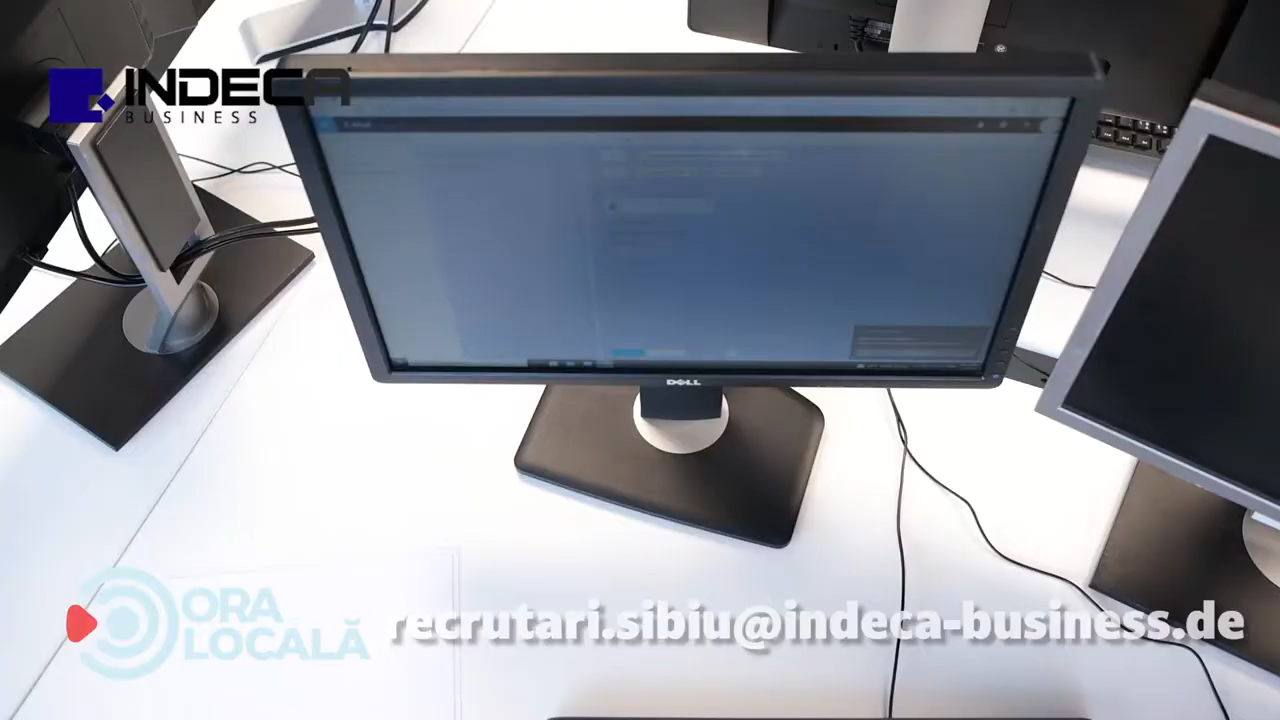 INDECA
BUSINESS
DELL
ORA
LOCALĂ
recrutari.sibiu@indeca-business.de